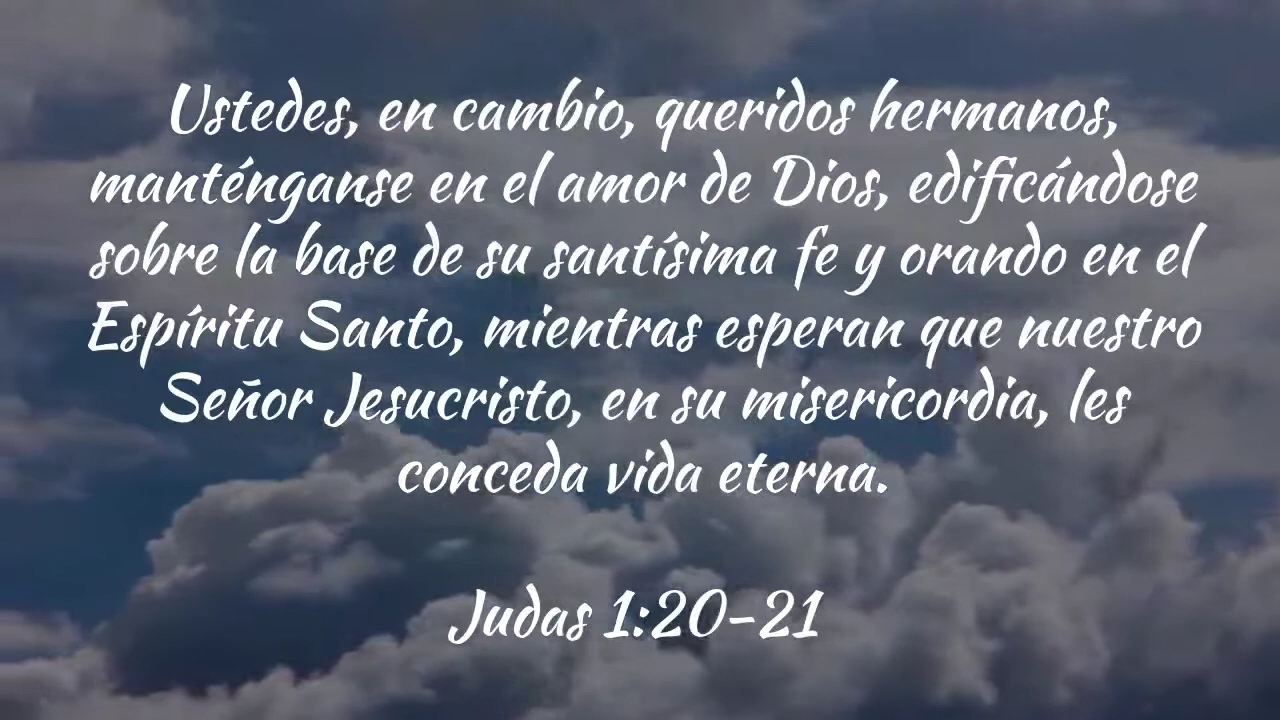 Ustedes, en cambio, queridos hermanos,
manténganse en el amor de Dios, edificándose
sobre la base de su santísima fe y orando en el
Espíritu Santo, mientras esperan que nuestro
Señor Jesucristo, en su misericordia, les
conceda vida eterna.
Judas 1:20-21